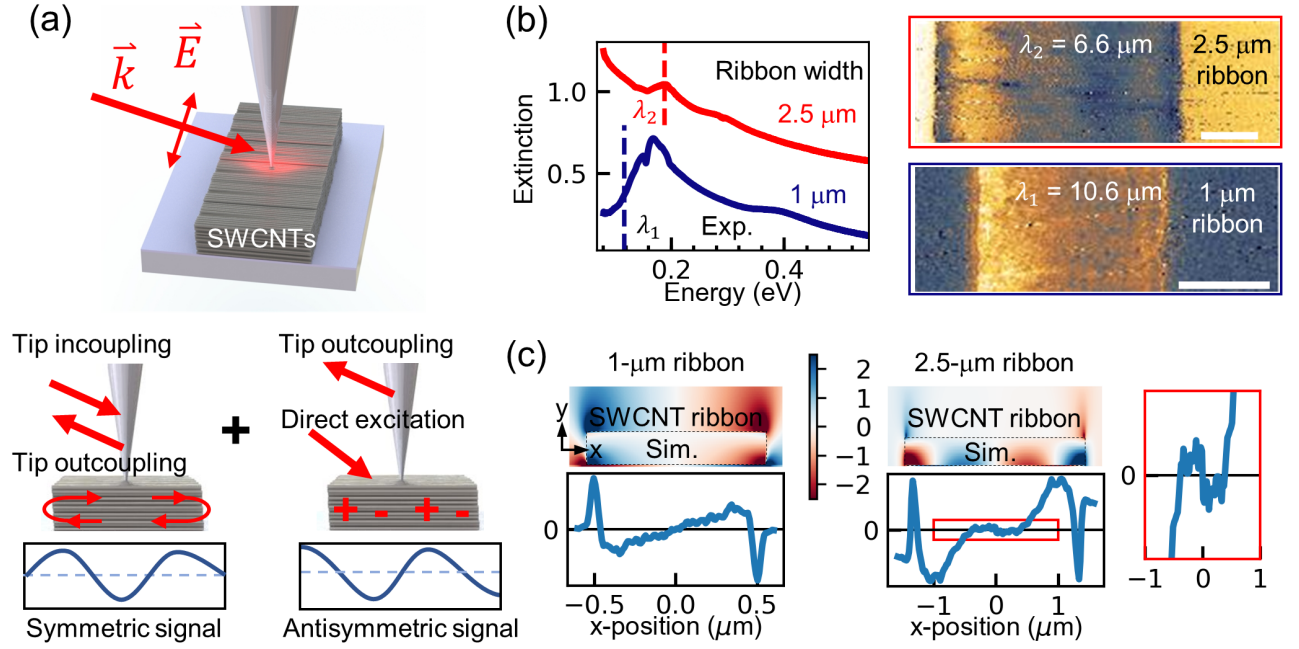 (a)
k
E
SWCNTs
Tip incoupling
Tip outcoupling
+
Tip outcoupling
Direct excitation
+ - + -
Symmetric signal
Antisymmetric signal
(b)
Extinction
1.0
0.5
0.2
0.4
Energy (eV)
Ribbon width
λ₂
2.5 μm
1 μm
λ₁
Exp.
λ₂ = 6.6 μm
2.5 μm
ribbon
λ₁ = 10.6 μm
1 μm
ribbon
(c)
1-μm ribbon
y
x
SWCNT ribbon
Sim.
2
1
0
−1
−2
0
−0.5
0.0
0.5
x-position (μm)
2.5-μm ribbon
SWCNT ribbon
Sim.
0
−1
0
1
x-position (μm)
0
−1
0
1